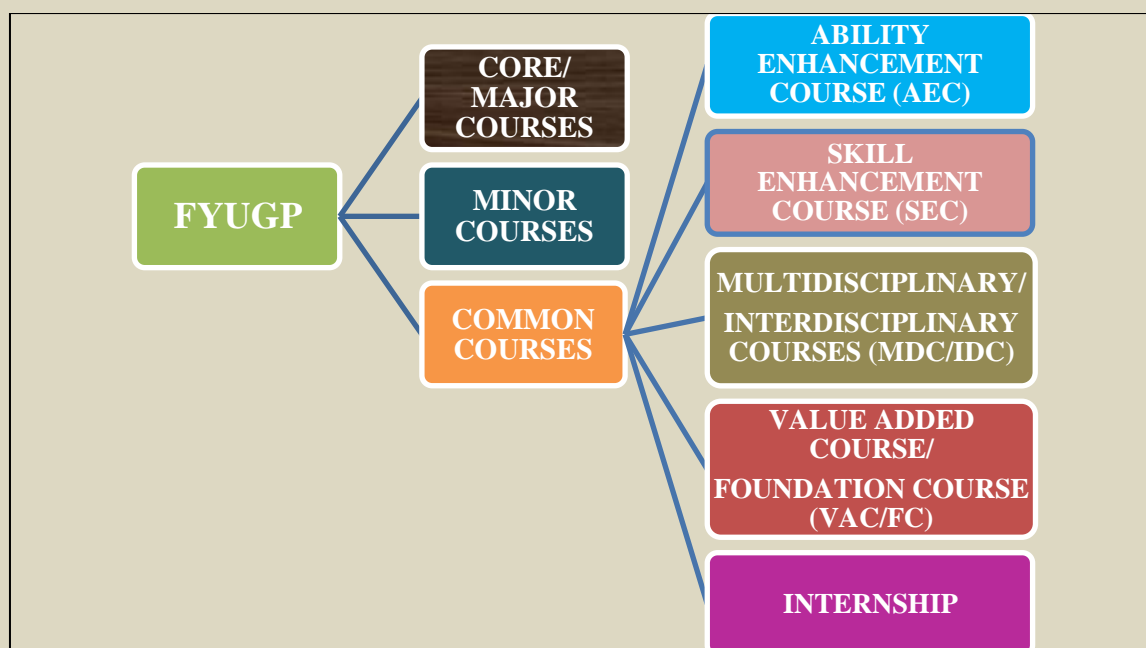 FYUGP
CORE/
MAJOR
COURSES
MINOR
COURSES
COMMON
COURSES
ABILITY
ENHANCEMENT
COURSE (AEC)
SKILL
ENHANCEMENT
COURSE (SEC)
MULTIDISCIPLINARY/
INTERDISCIPLINARY
COURSES (MDC/IDC)
VALUE ADDED
COURSE/
FOUNDATION COURSE
(VAC/FC)
INTERNSHIP